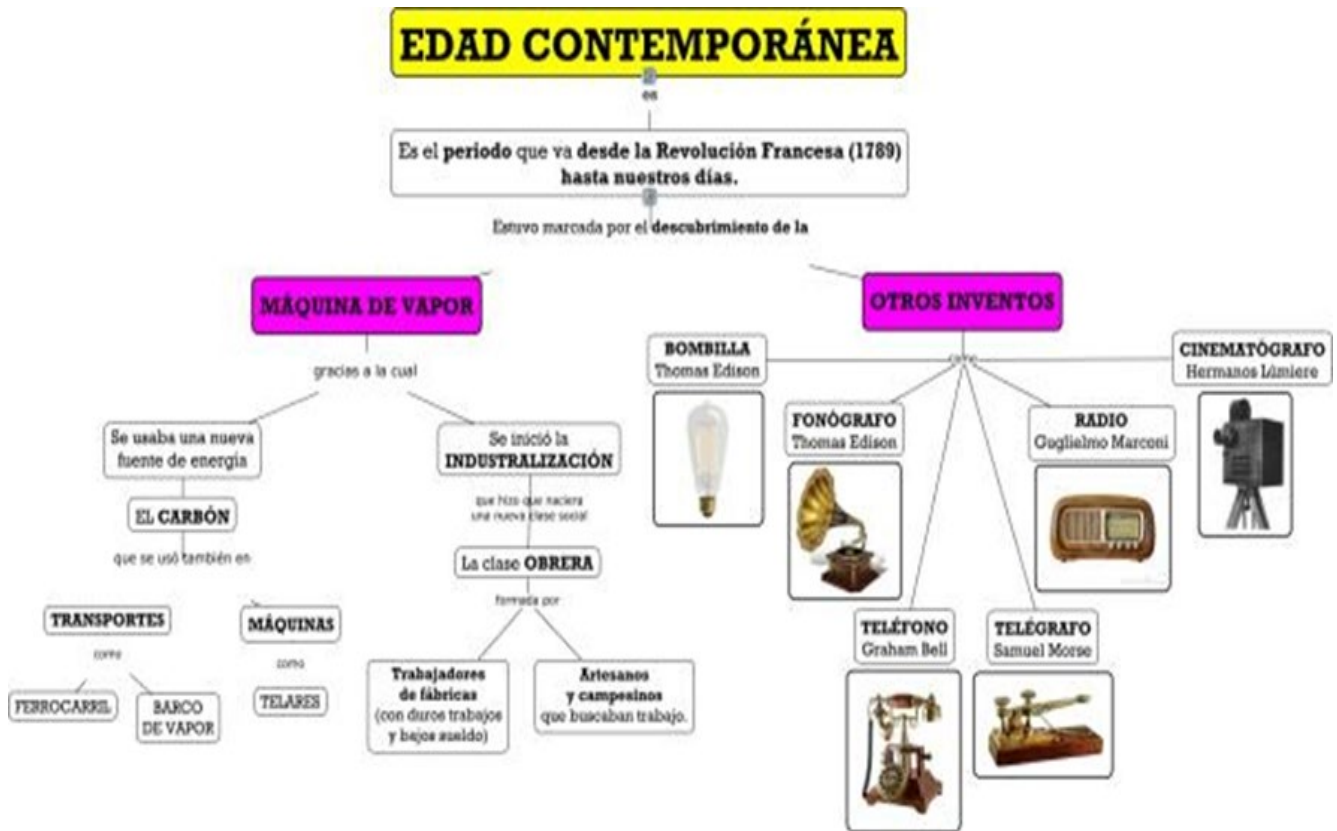 EDAD CONTEMPORÁNEA
es
Es el periodo que va desde la Revolución Francesa (1789)
hasta nuestros días.
Estuvo marcada por el descubrimiento de la
MÁQUINA DE VAPOR
gracias a la cual
Se usaba una nueva
fuente de energía
EL CARBÓN
que se usó también en
TRANSPORTES
como
FERROCARRIL
BARCO
DE VAPOR
MÁQUINAS
como
TELARES
Se inició la
INDUSTRALIZACIÓN
que hizo que naciera
una nueva clase social
La clase OBRERA
formada por
Trabajadores
de fábricas
(con duros trabajos
y bajos sueldo)
Artesanos
y campesinos
que buscaban trabajo.
OTROS INVENTOS
como
BOMBILLA
Thomas Edison
FONÓGRAFO
Thomas Edison
TELÉFONO
Graham Bell
TELÉGRAFO
Samuel Morse
RADIO
Guglielmo Marconi
CINEMATÓGRAFO
Hermanos Lúmiere